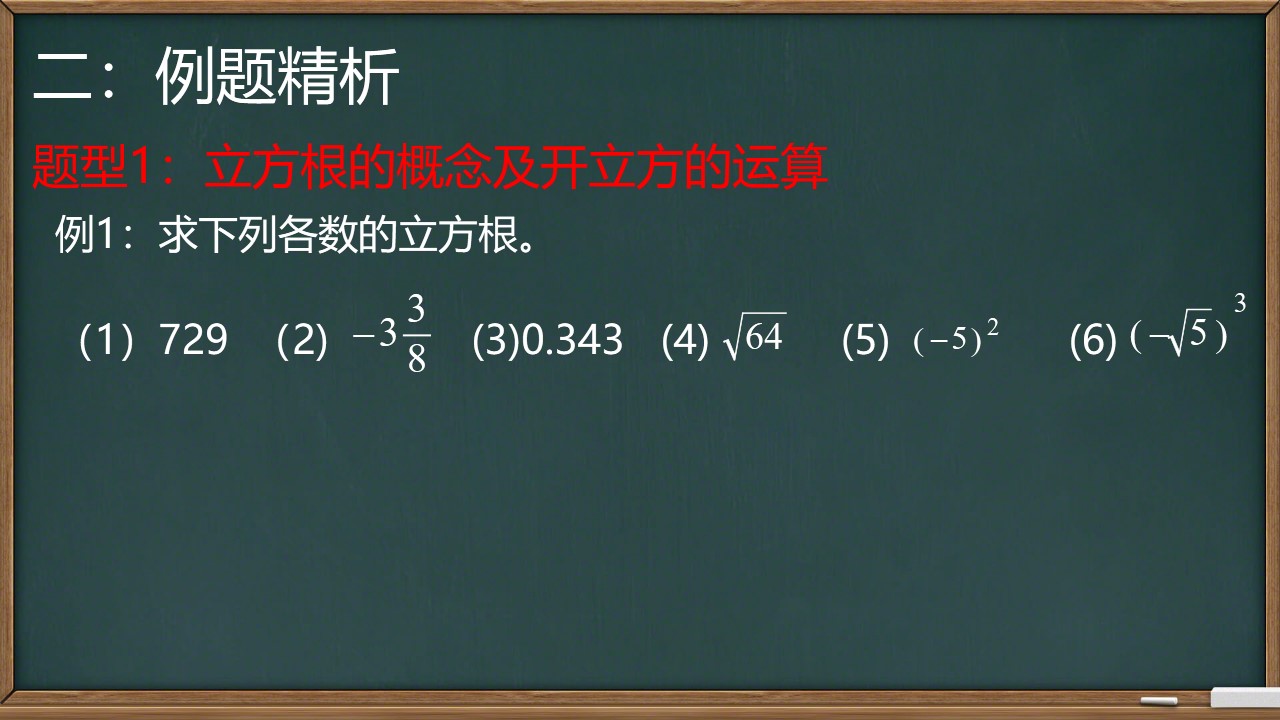 二：例题精析
题型1：立方根的概念及开立方的运算
例1：求下列各数的立方根。
（1）729 （2） $-3\frac{3}{8}$ (3)0.343 (4) $\sqrt{64}$ (5) $(-5)^2$ (6) $(-\sqrt{5})^3$